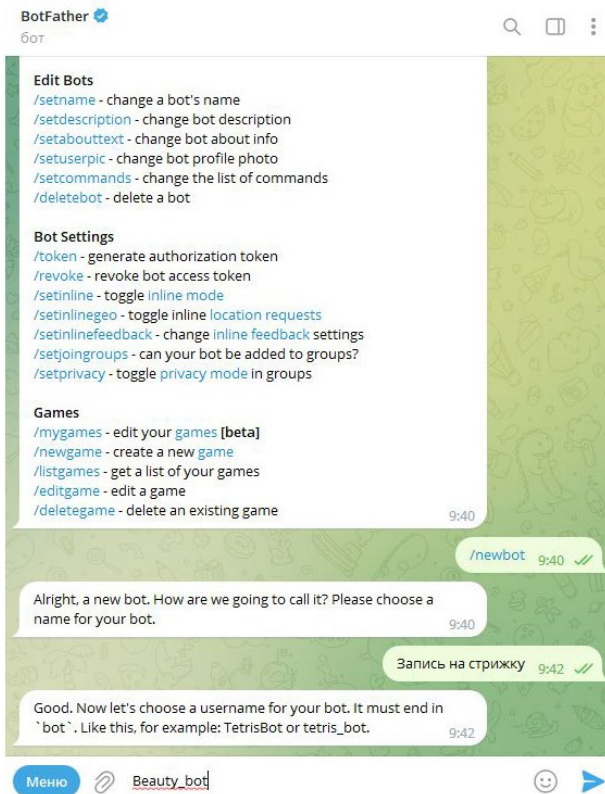 BotFather
бот
Edit Bots
/setname - change a bot's name
/setdescription - change bot description
/setabouttext - change bot about info
/setuserpic - change bot profile photo
/setcommands - change the list of commands
/deletebot - delete a bot
Bot Settings
/token - generate authorization token
/revoke - revoke bot access token
/setinline - toggle inline mode
/setinlinegeo - toggle inline location requests
/setinlinefeedback - change inline feedback settings
/setjoingroups - can your bot be added to groups?
/setprivacy - toggle privacy mode in groups
Games
/mygames - edit your games [beta]
/newgame - create a new game
/listgames - get a list of your games
/editgame - edit a game
/deletegame - delete an existing game
9:40
/newbot 9:40
Alright, a new bot. How are we going to call it? Please choose a
name for your bot.
9:40
Запись на стрижку 9:42
Good. Now let's choose a username for your bot. It must end in
`bot`. Like this, for example: TetrisBot or tetris_bot.
9:42
Меню Beauty_bot